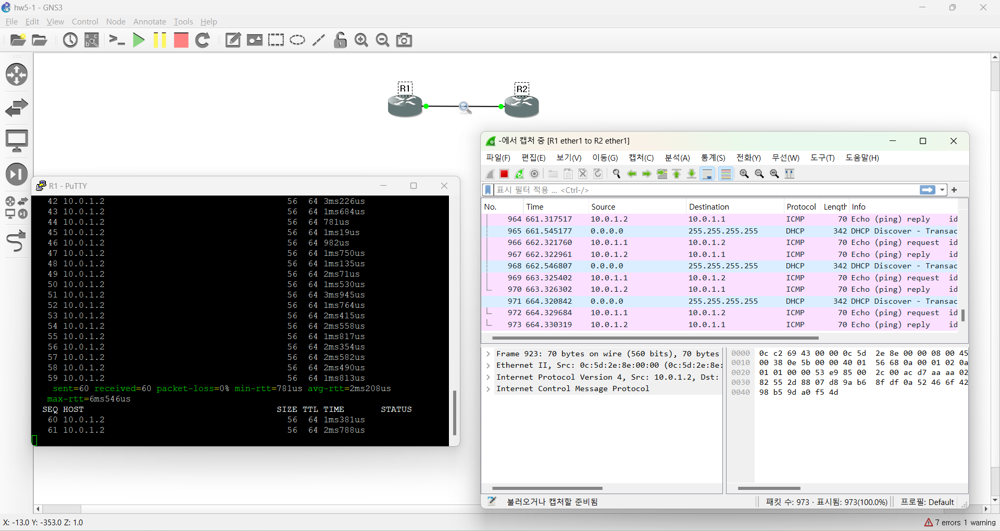 hw5-1 - GNS3
File Edit View Control Node Annotate Tools Help
R1
R2
R1 - PuTTY
42 10.0.1.2 56 64 3ms226us
43 10.0.1.2 56 64 1ms684us
44 10.0.1.2 56 64 781us
45 10.0.1.2 56 64 1ms19us
46 10.0.1.2 56 64 982us
47 10.0.1.2 56 64 1ms750us
48 10.0.1.2 56 64 1ms135us
49 10.0.1.2 56 64 2ms71us
50 10.0.1.2 56 64 1ms530us
51 10.0.1.2 56 64 3ms945us
52 10.0.1.2 56 64 1ms764us
53 10.0.1.2 56 64 2ms415us
54 10.0.1.2 56 64 2ms558us
55 10.0.1.2 56 64 1ms817us
56 10.0.1.2 56 64 2ms354us
57 10.0.1.2 56 64 2ms582us
58 10.0.1.2 56 64 2ms490us
59 10.0.1.2 56 64 1ms813us
sent=60 received=60 packet-loss=0% min-rtt=781us avg-rtt=2ms208us
max-rtt=6ms546us
SEQ HOST SIZE TTL TIME STATUS
60 10.0.1.2 56 64 1ms381us
61 10.0.1.2 56 64 2ms788us
-에서 캡처 중 [R1 ether1 to R2 ether1]
파일(F) 편집(E) 보기(V) 이동(G) 캡처(C) 분석(A) 통계(S) 전화(Y) 무선(W) 도구(T) 도움말(H)
표시 필터 적용 … <Ctrl-/>
No. Time Source Destination Protocol Length Info
964 661.317517 10.0.1.2 10.0.1.1 ICMP 70 Echo (ping) reply id
965 661.545177 0.0.0.0 255.255.255.255 DHCP 342 DHCP Discover - Transac
966 662.321760 10.0.1.1 10.0.1.2 ICMP 70 Echo (ping) request id
967 662.322961 10.0.1.2 10.0.1.1 ICMP 70 Echo (ping) reply id
968 662.546807 0.0.0.0 255.255.255.255 DHCP 342 DHCP Discover - Transac
969 663.325402 10.0.1.1 10.0.1.2 ICMP 70 Echo (ping) request id
970 663.326302 10.0.1.2 10.0.1.1 ICMP 70 Echo (ping) reply id
971 664.320842 0.0.0.0 255.255.255.255 DHCP 342 DHCP Discover - Transac
972 664.329684 10.0.1.1 10.0.1.2 ICMP 70 Echo (ping) request id
973 664.330319 10.0.1.2 10.0.1.1 ICMP 70 Echo (ping) reply id
Frame 923: 70 bytes on wire (560 bits), 70 bytes
Ethernet II, Src: 0c:5d:2e:8e:00:00 (0c:5d:2e:8e:
Internet Protocol Version 4, Src: 10.0.1.2, Dst:
Internet Control Message Protocol
0000 0c c2 69 43 00 00 0c 5d 2e 8e 00 00 08 00 45
0010 00 38 0e 5b 00 00 40 01 56 68 0a 00 01 02 0a
0020 01 01 00 00 53 e9 85 00 2c 00 ac d7 aa aa 02
0030 82 55 2d 88 07 d8 9a b6 8f df 0a 52 46 6f 42
0040 98 b5 9d a0 f5 4d
불러오거나 캡처할 준비됨
패킷 수: 973 · 표시됨: 973(100.0%)
프로필: Default
X: -13.0 Y: -353.0 Z: 1.0
7 errors 1 warning